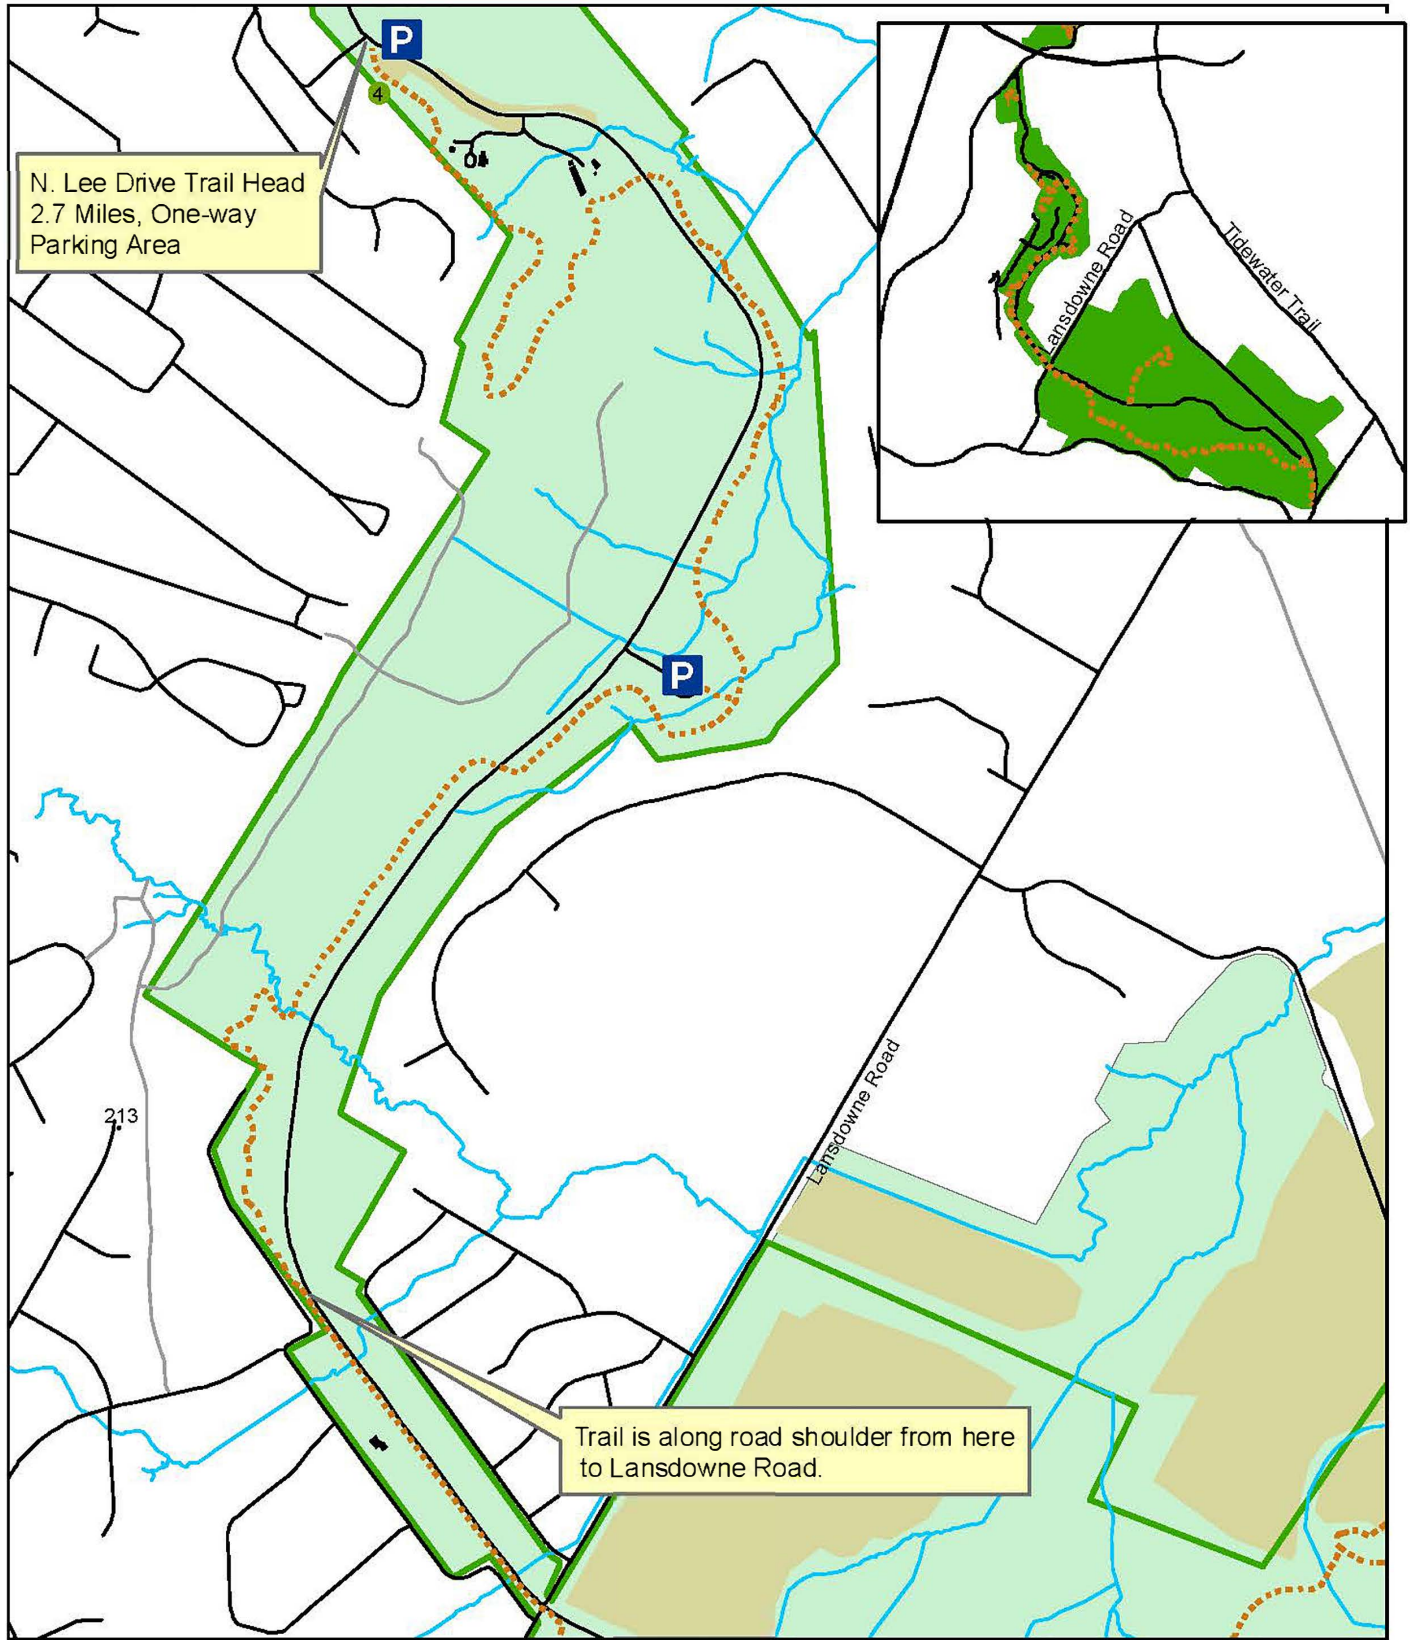 P
4
N. Lee Drive Trail Head
2.7 Miles, One-way
Parking Area
Lansdowne Road
Tidewater Trail
P
213
Lansdowne Road
Trail is along road shoulder from here
to Lansdowne Road.